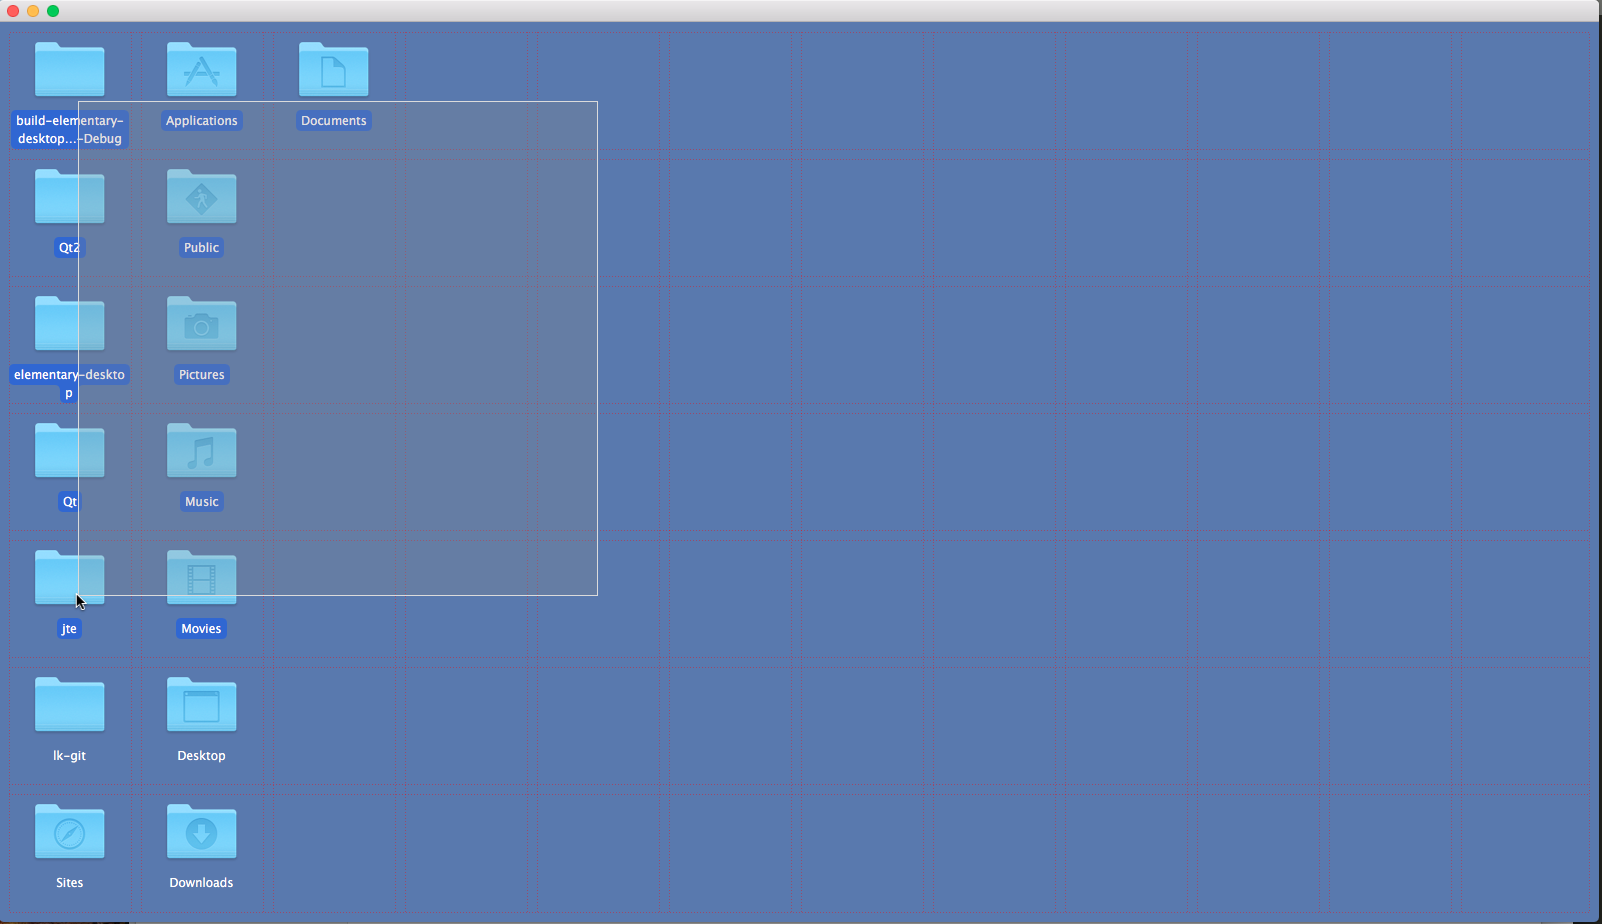 build-elementary- Applications Documents
desktop...-Debug
Qt2 Public
elementary-deskto Pictures
p
Qt Music
jte Movies
lk-git Desktop
Sites Downloads